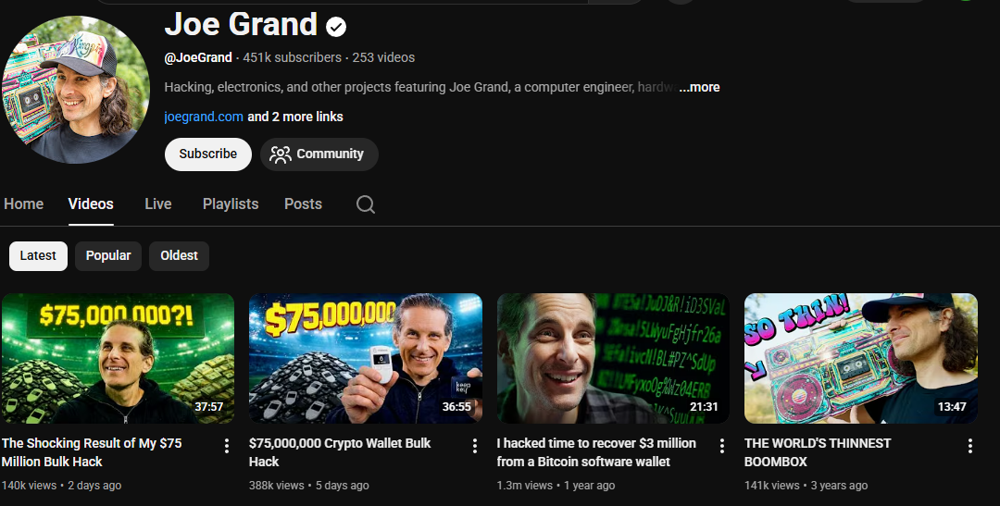 Joe Grand
@JoeGrand · 451k subscribers · 253 videos
Hacking, electronics, and other projects featuring Joe Grand, a computer engineer, hardw ...more
joegrand.com and 2 more links
Subscribe
Community
Home Videos Live Playlists Posts
Latest Popular Oldest
$75,000,000?!
37:57
$75,000,000
keep
key
36:55
21:31
SO THIN!
13:47
The Shocking Result of My $75
Million Bulk Hack
140k views • 2 days ago
$75,000,000 Crypto Wallet Bulk
Hack
388k views • 5 days ago
I hacked time to recover $3 million
from a Bitcoin software wallet
1.3m views • 1 year ago
THE WORLD'S THINNEST
BOOMBOX
141k views • 3 years ago